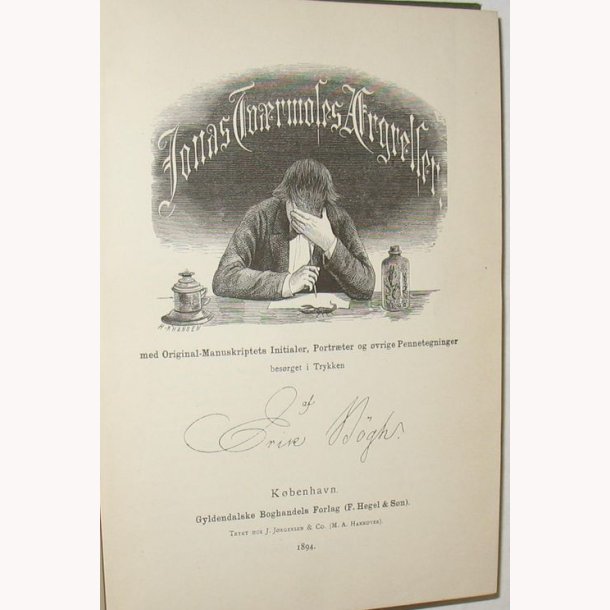 Jonas Tværmoses Ærgrelser,
H. P. HANSEN
med Original-Manuskriptets Initialer, Portræter og øvrige Pennetegninger
besørget i Trykken
af
Erik Bøgh.
København.
Gyldendalske Boghandels Forlag (F. Hegel & Søn).
TRYKT HOS J. JØRGENSEN & CO. (M. A. HANNOVER).
1894.